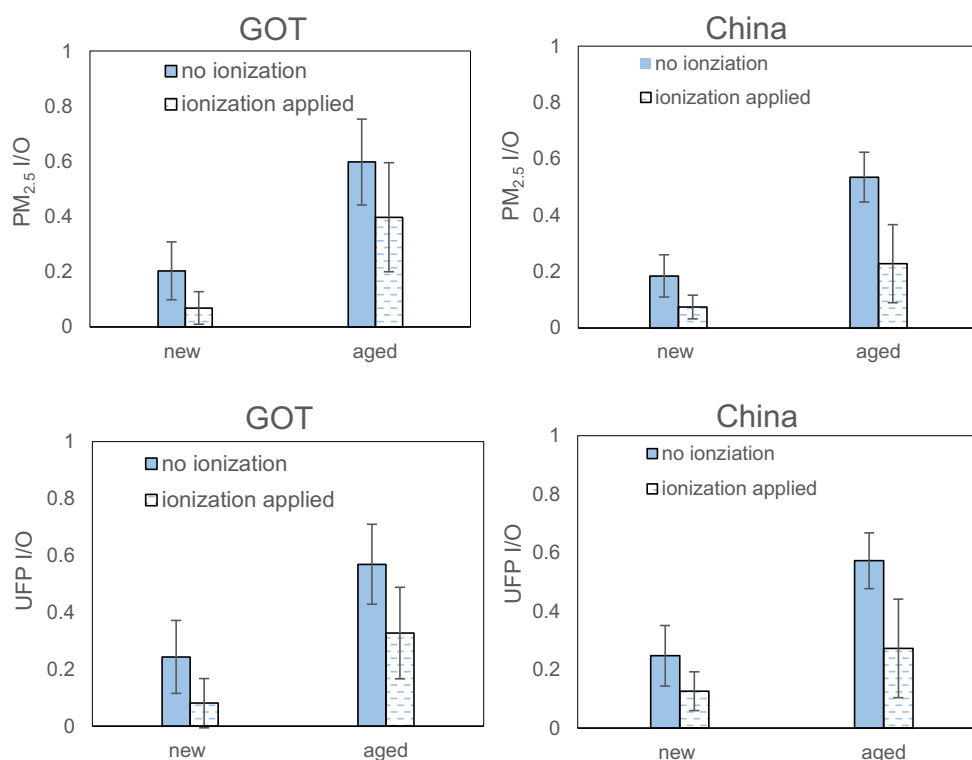 GOT
no ionization
ionization applied
PM2.5 I/O
1
0.8
0.6
0.4
0.2
0
new
aged
China
no ionziation
ionization applied
PM2.5 I/O
1
0.8
0.6
0.4
0.2
0
new
aged
GOT
no ionization
ionization applied
UFP I/O
1
0.8
0.6
0.4
0.2
0
new
aged
China
no ionziation
ionization applied
UFP I/O
1
0.8
0.6
0.4
0.2
0
new
aged